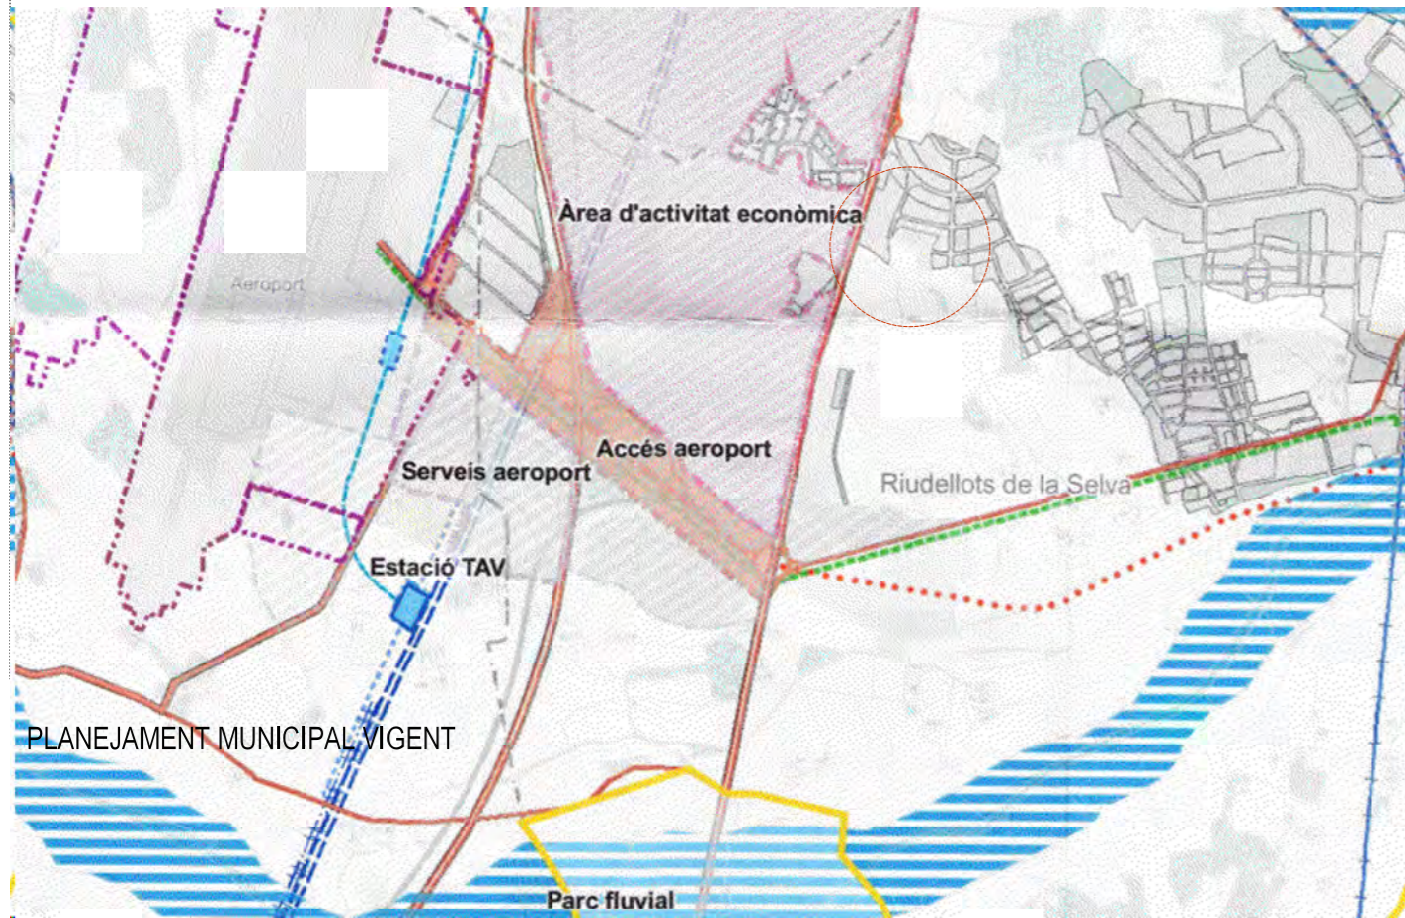 Àrea d'activitat econòmica
Aeroport
Accés aeroport
Serveis aeroport
Riudellots de la Selva
Estació TAV
PLANEJAMENT MUNICIPAL VIGENT
Parc fluvial